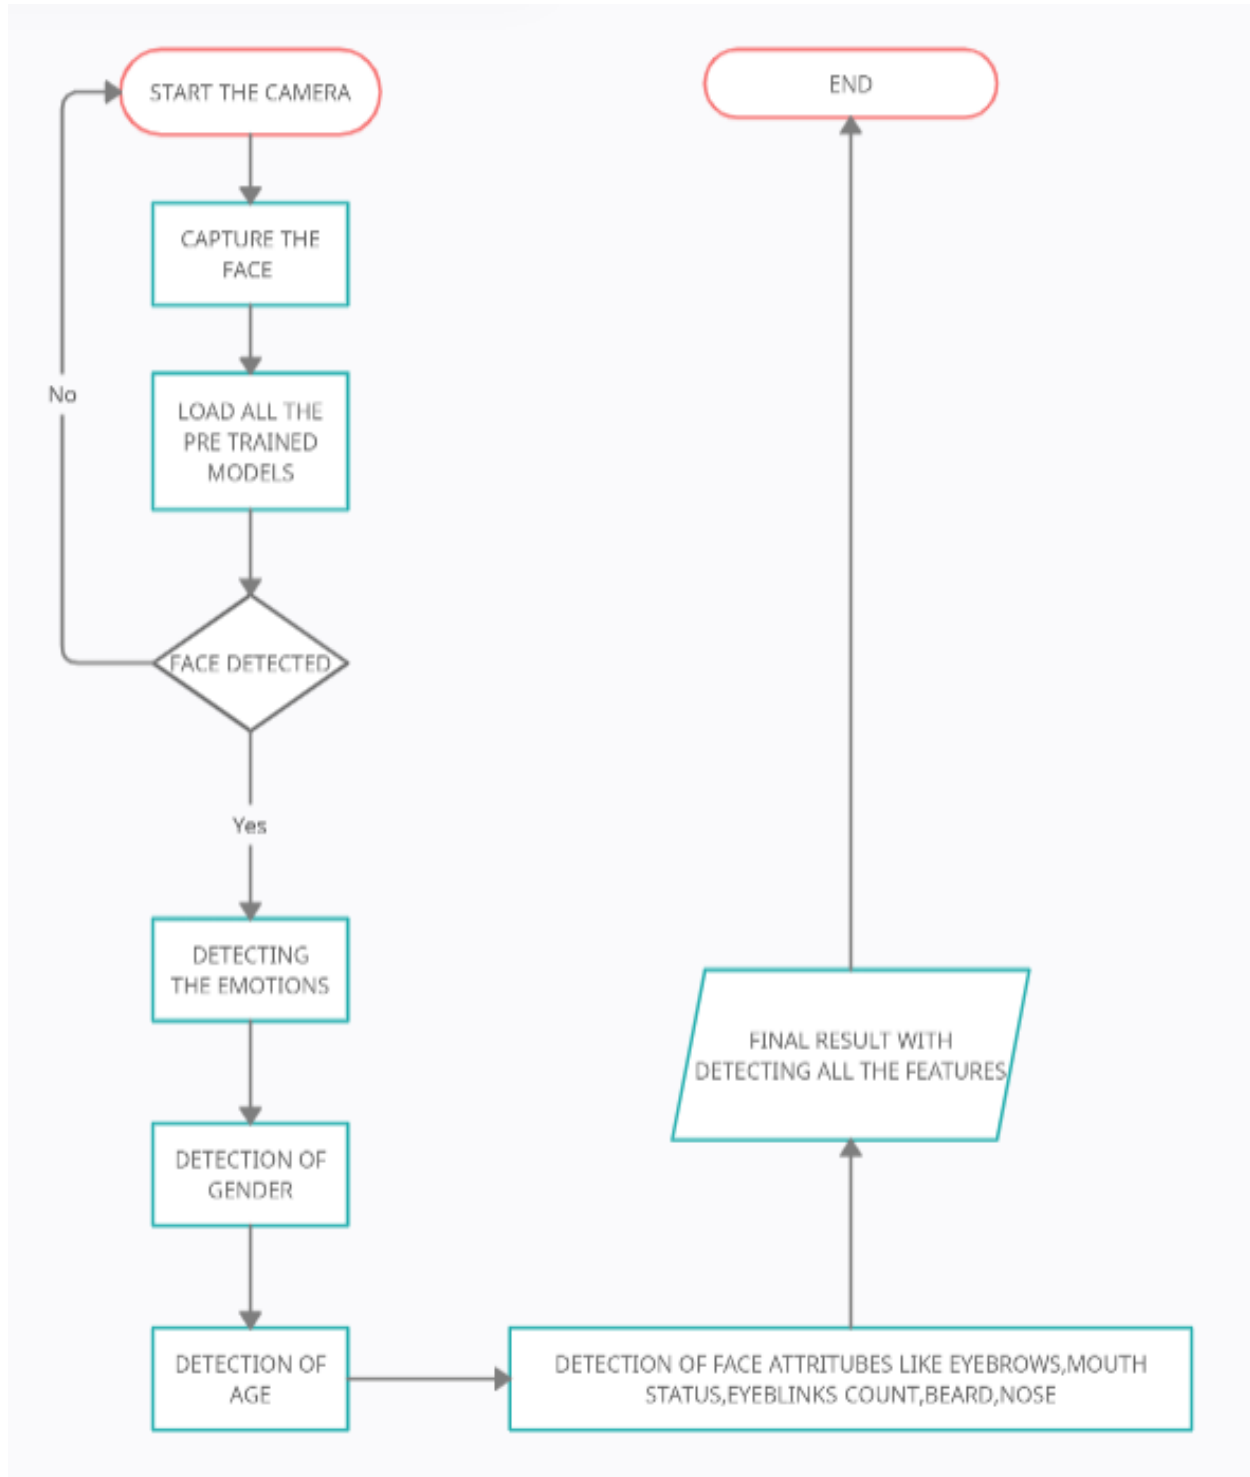 START THE CAMERA
CAPTURE THE
FACE
LOAD ALL THE
PRE TRAINED
MODELS
No
FACE DETECTED
Yes
DETECTING
THE EMOTIONS
DETECTION OF
GENDER
DETECTION OF
AGE
DETECTION OF FACE ATTRITUBES LIKE EYEBROWS,MOUTH
STATUS,EYEBLINKS COUNT,BEARD,NOSE
FINAL RESULT WITH
DETECTING ALL THE FEATURES
END